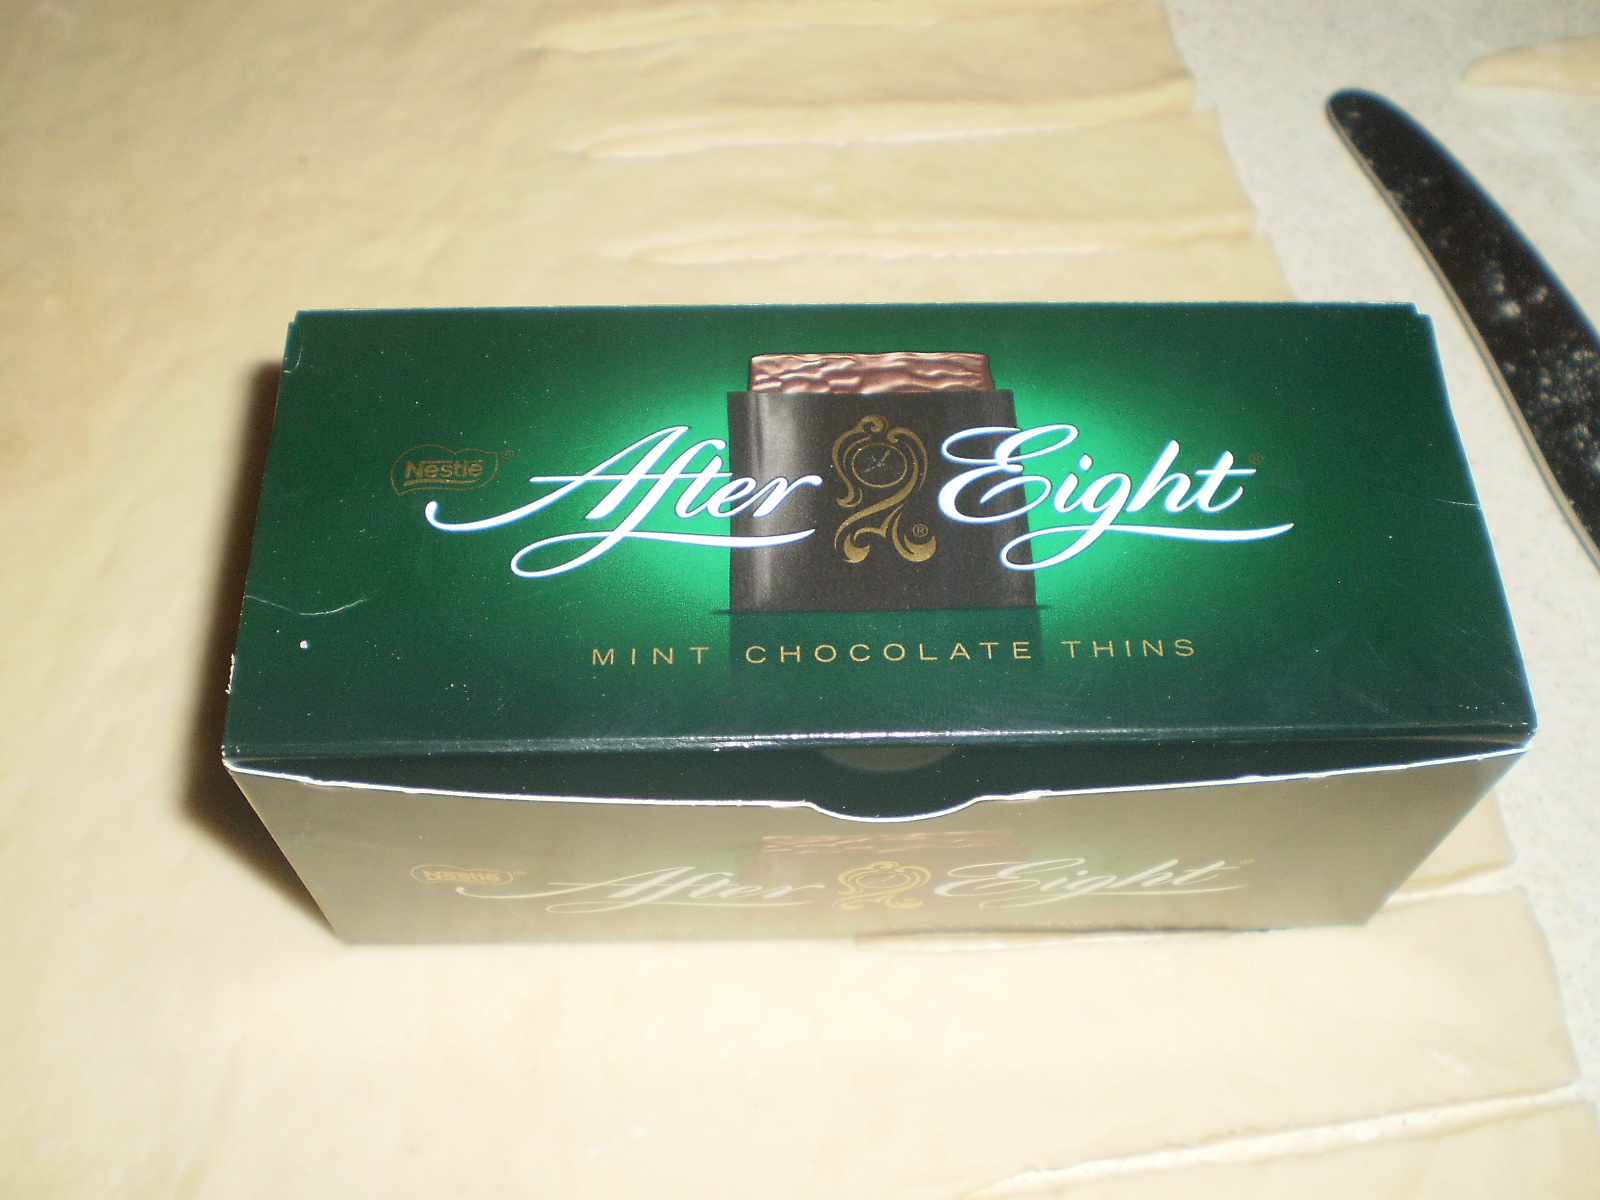 Nestlé®
After Eight®
®
MINT CHOCOLATE THINS
Nestlé®
After Eight®